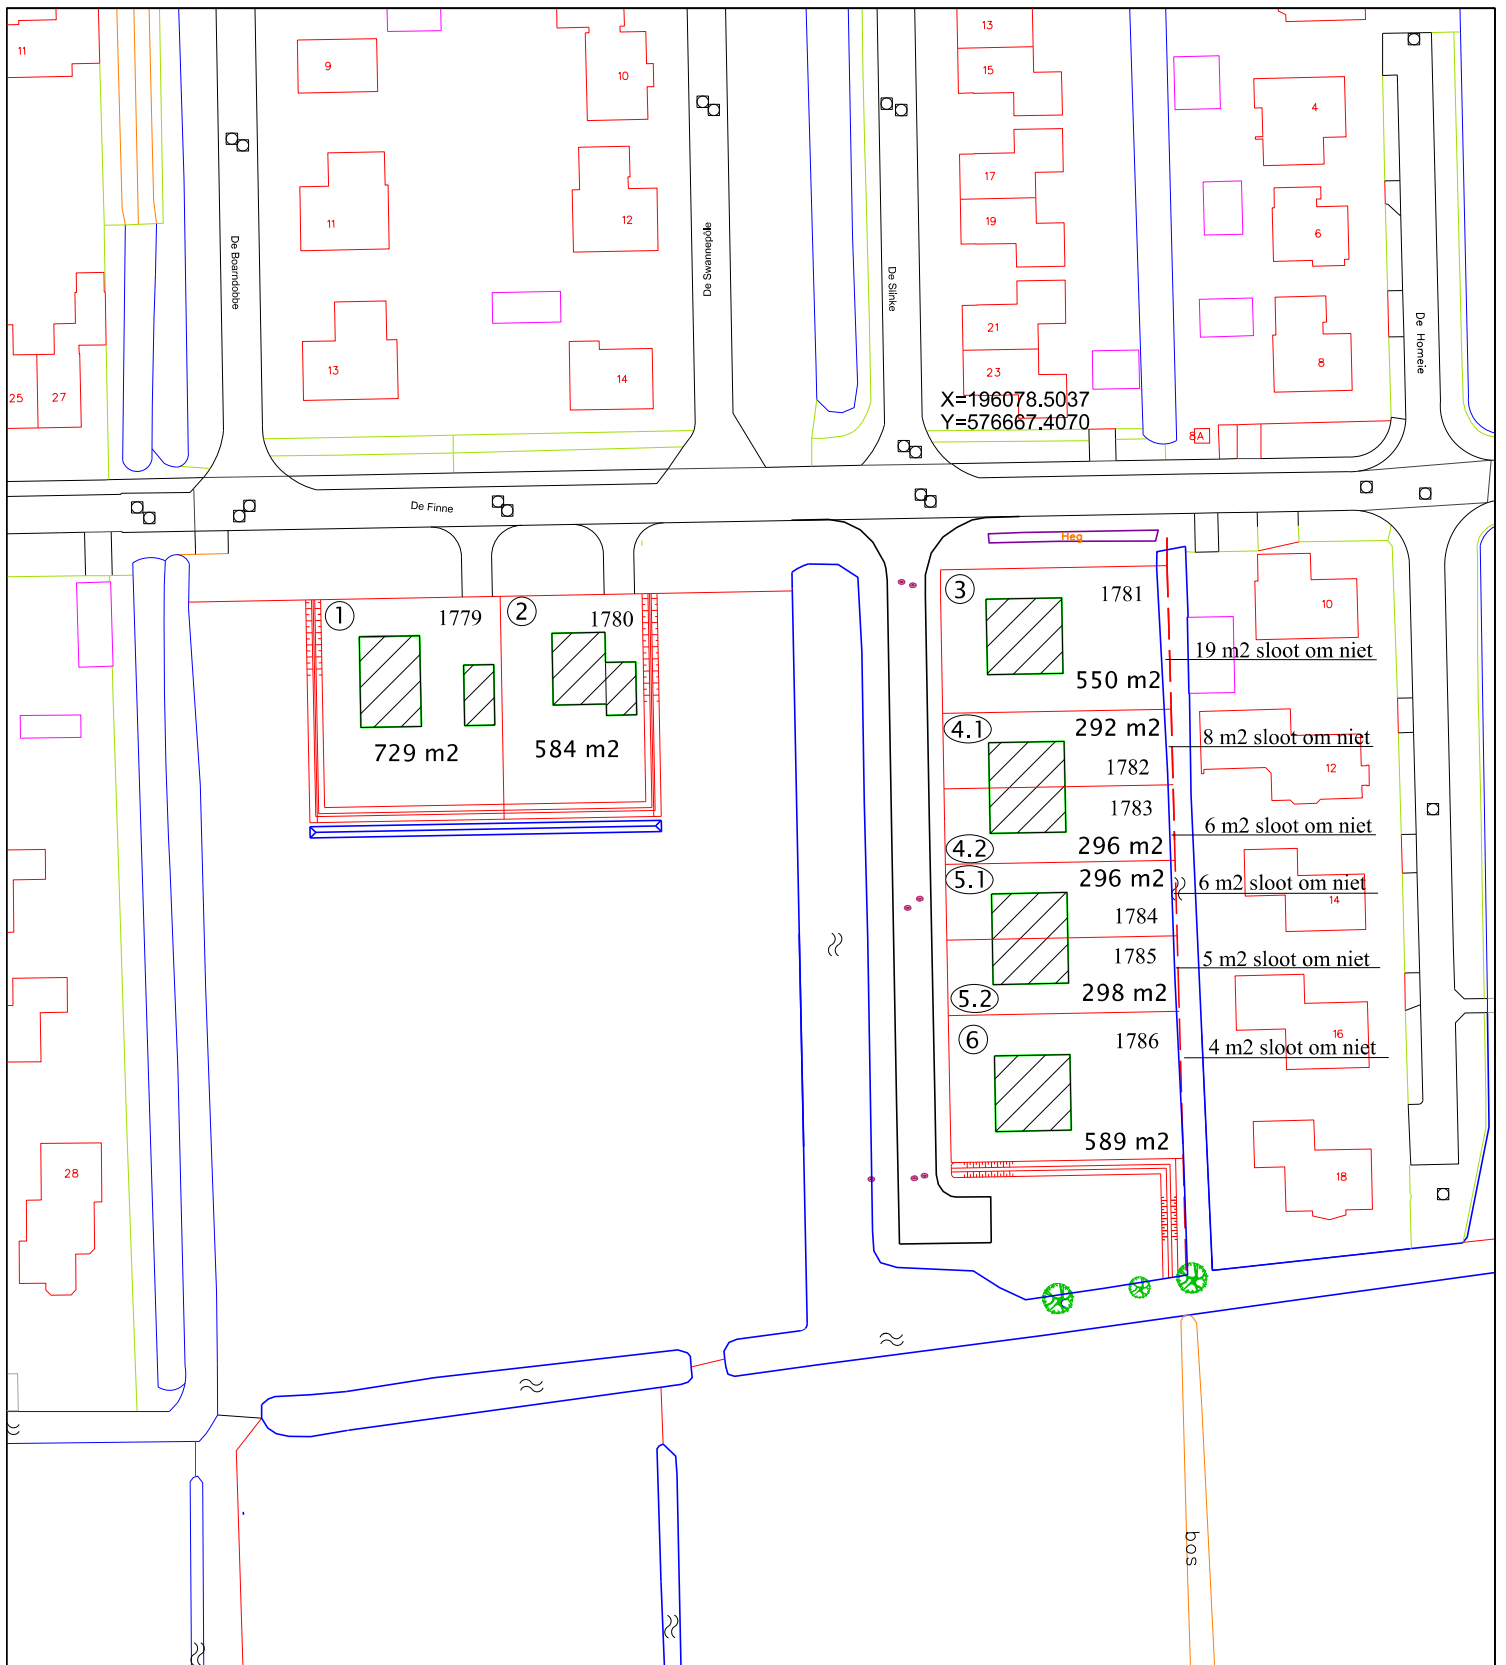 11
9
10
13
15
4
De Boarndobbe
11
12
De Swannepôlle
De Slinke
17
19
6
De Homeie
25
27
13
14
21
23
8
X=196078.5037
Y=576667.4070
8A
De Finne
Heg
1
1779
2
1780
729 m2
584 m2
3
1781
550 m2
10
19 m2 sloot om niet
4.1
292 m2
1782
8 m2 sloot om niet
12
1783
4.2
296 m2
6 m2 sloot om niet
5.1
296 m2
6 m2 sloot om niet
14
1784
1785
5.2
298 m2
5 m2 sloot om niet
6
1786
16
4 m2 sloot om niet
589 m2
28
18
bos